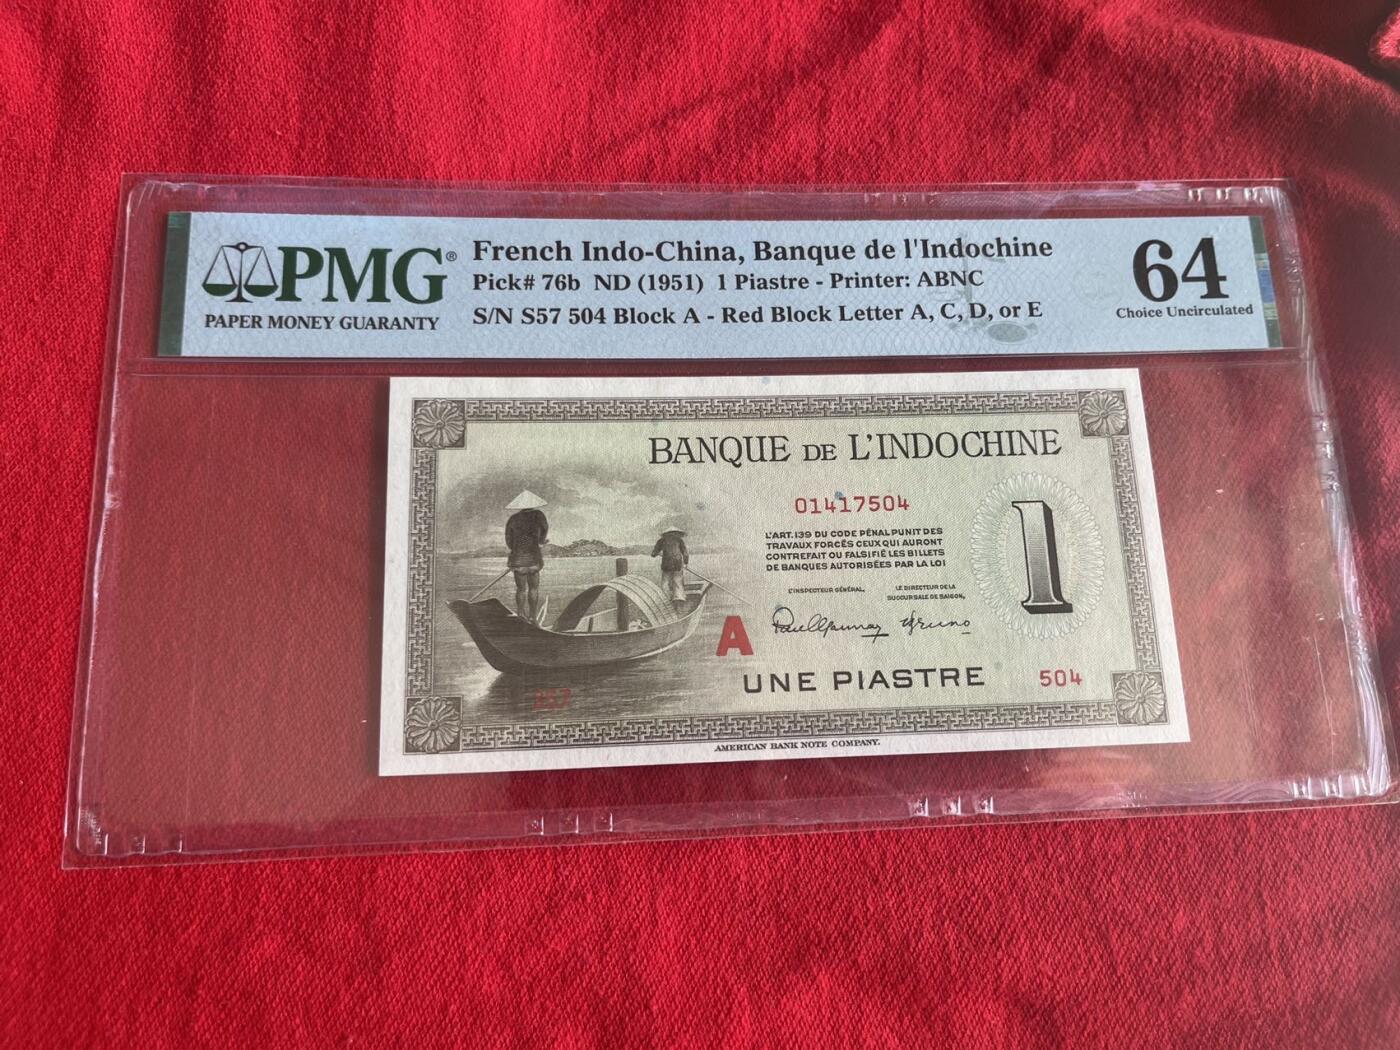 PMG®
PAPER MONEY GUARANTY
French Indo-China, Banque de l'Indochine
Pick# 76b ND (1951) 1 Piastre - Printer: ABNC
S/N S57 504 Block A - Red Block Letter A, C, D, or E
64
Choice Uncirculated
BANQUE DE L'INDOCHINE
01417504
L'ART. 139 DU CODE PÉNAL PUNIT DES
TRAVAUX FORCÉS CEUX QUI AURONT
CONTREFAIT OU FALSIFIÉ LES BILLETS
DE BANQUES AUTORISÉES PAR LA LOI
1
L'INSPECTEUR GÉNÉRAL,
LE DIRECTEUR DE LA
SUCCURSALE DE SAIGON,
A
UNE PIASTRE
504
AMERICAN BANK NOTE COMPANY.